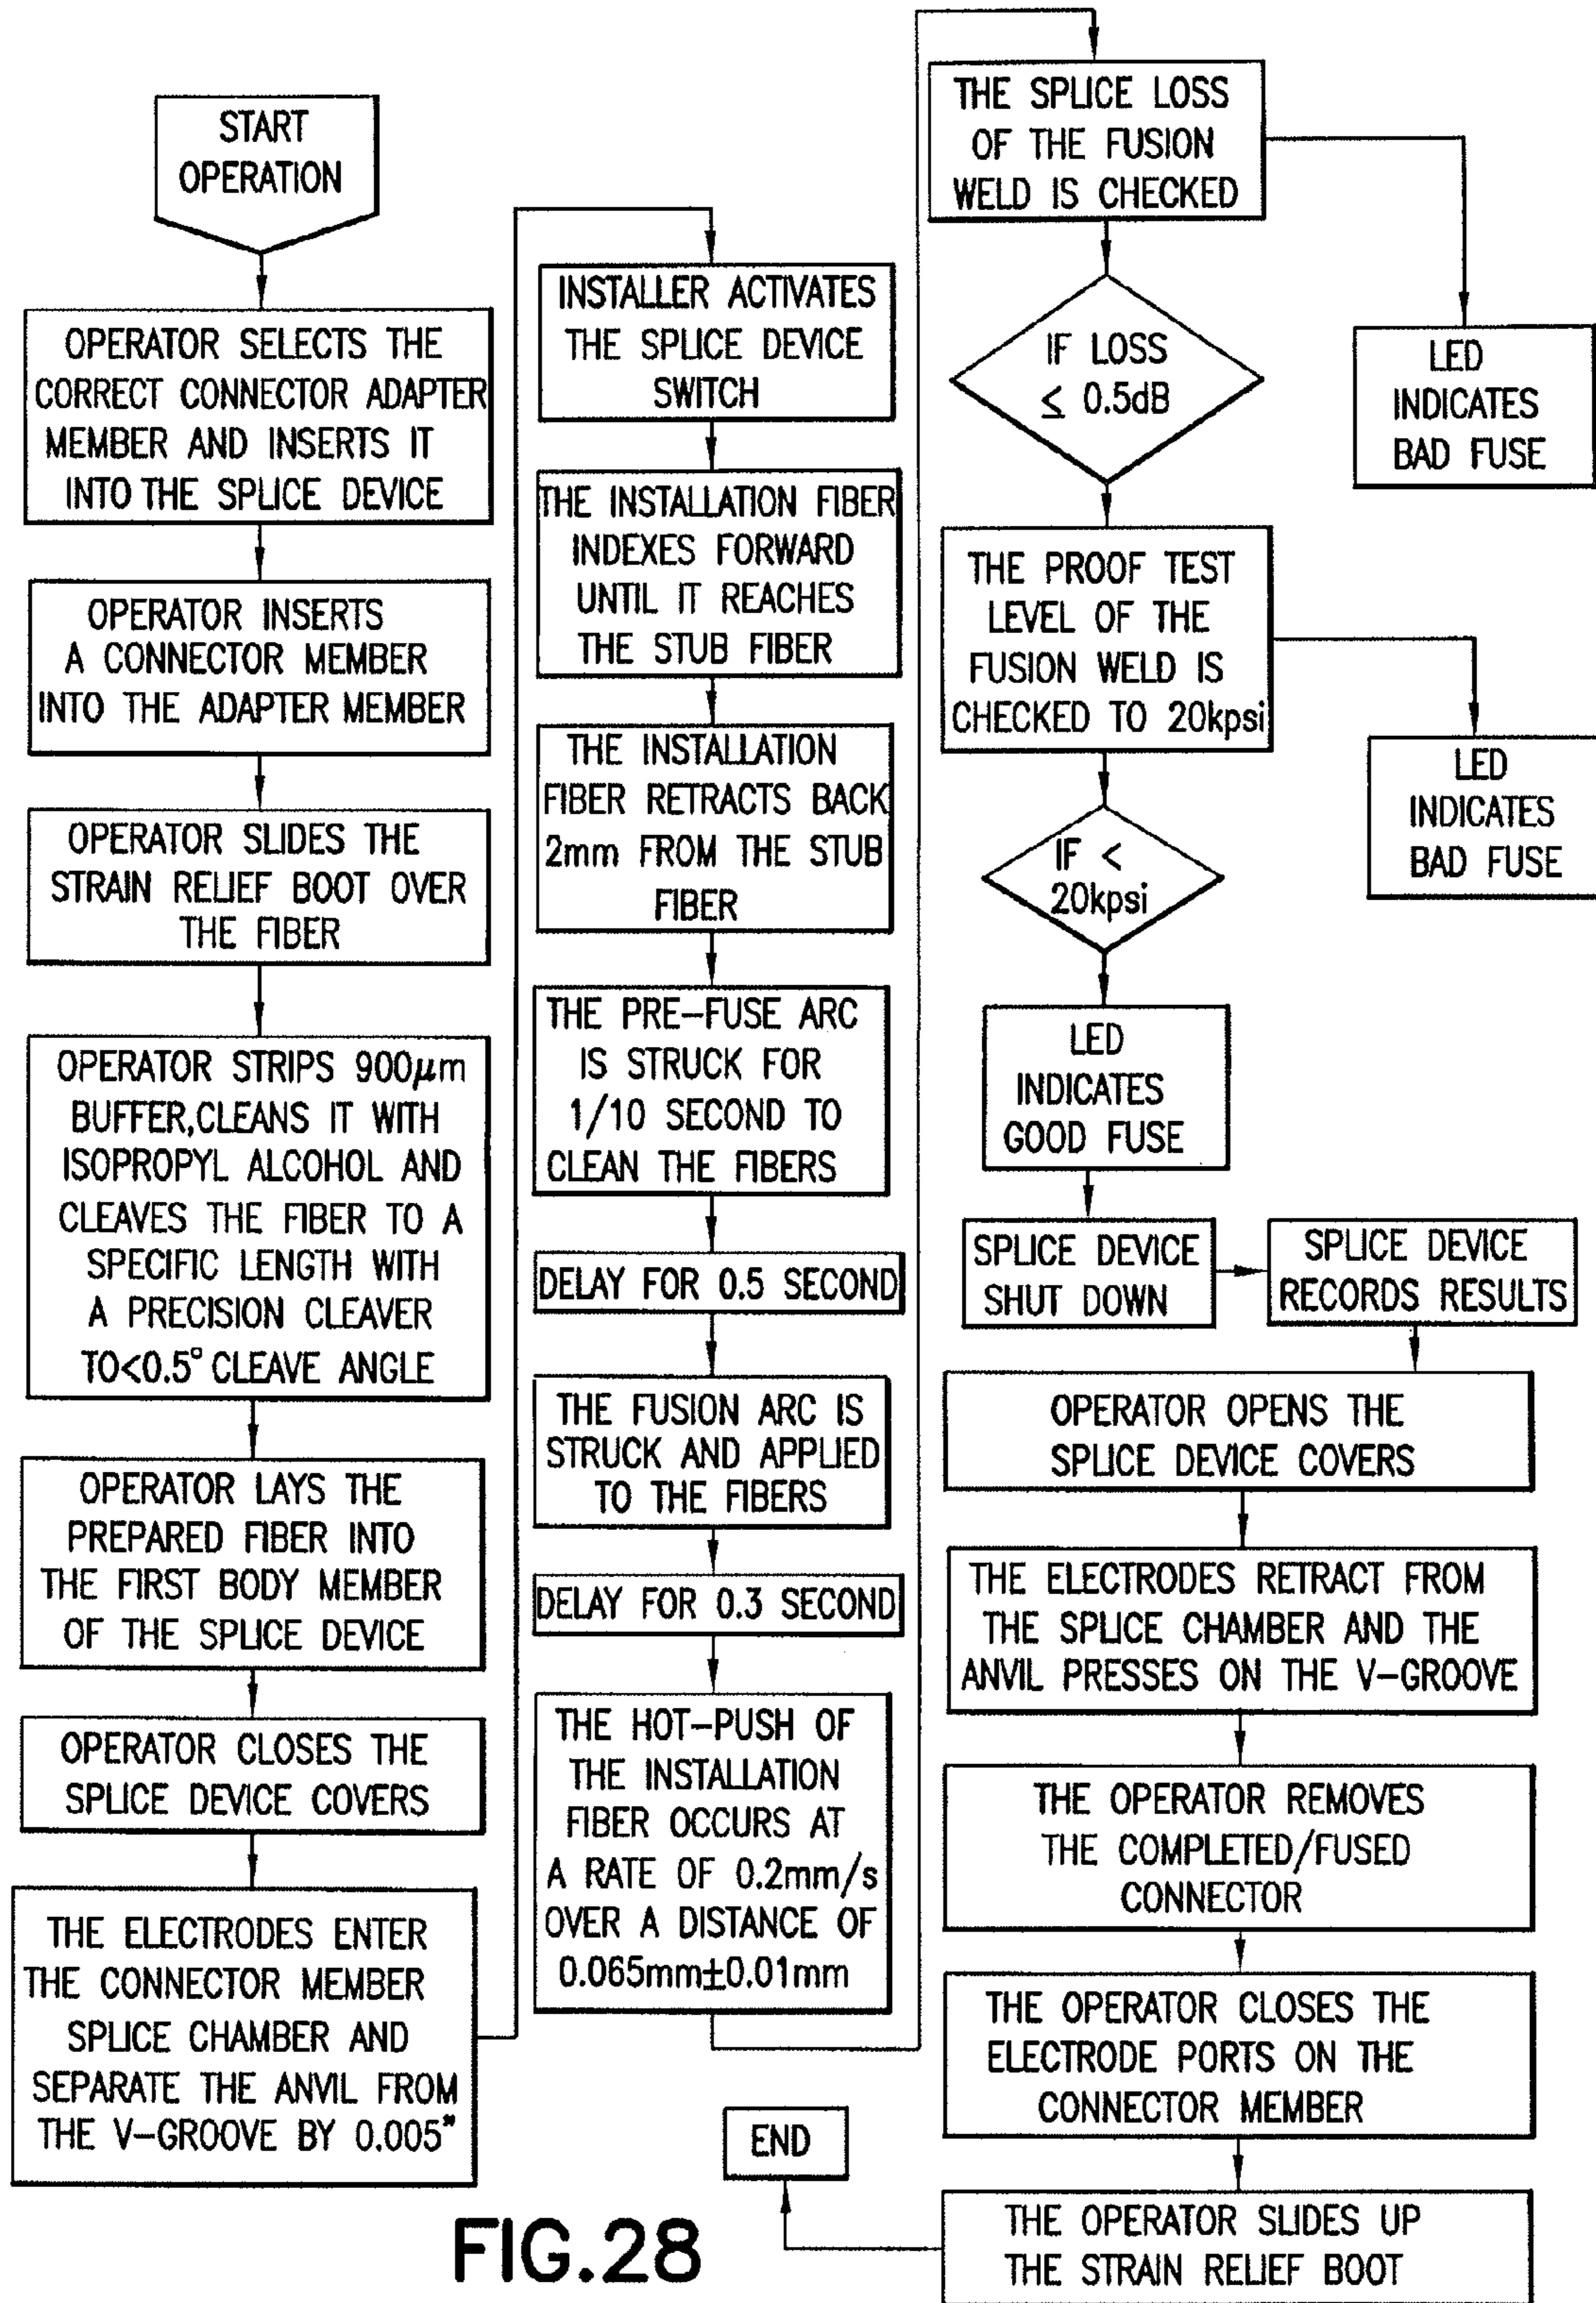 START
OPERATION
OPERATOR SELECTS THE
CORRECT CONNECTOR ADAPTER
MEMBER AND INSERTS IT
INTO THE SPLICE DEVICE
OPERATOR INSERTS
A CONNECTOR MEMBER
INTO THE ADAPTER MEMBER
OPERATOR SLIDES THE
STRAIN RELIEF BOOT OVER
THE FIBER
OPERATOR STRIPS 900μm
BUFFER,CLEANS IT WITH
ISOPROPYL ALCOHOL AND
CLEAVES THE FIBER TO A
SPECIFIC LENGTH WITH
A PRECISION CLEAVER
TO<0.5° CLEAVE ANGLE
OPERATOR LAYS THE
PREPARED FIBER INTO
THE FIRST BODY MEMBER
OF THE SPLICE DEVICE
OPERATOR CLOSES THE
SPLICE DEVICE COVERS
THE ELECTRODES ENTER
THE CONNECTOR MEMBER
SPLICE CHAMBER AND
SEPARATE THE ANVIL FROM
THE V-GROOVE BY 0.005"
INSTALLER ACTIVATES
THE SPLICE DEVICE
SWITCH
THE INSTALLATION FIBER
INDEXES FORWARD
UNTIL IT REACHES
THE STUB FIBER
THE INSTALLATION
FIBER RETRACTS BACK
2mm FROM THE STUB
FIBER
THE PRE-FUSE ARC
IS STRUCK FOR
1/10 SECOND TO
CLEAN THE FIBERS
DELAY FOR 0.5 SECOND
THE FUSION ARC IS
STRUCK AND APPLIED
TO THE FIBERS
DELAY FOR 0.3 SECOND
THE HOT-PUSH OF
THE INSTALLATION
FIBER OCCURS AT
A RATE OF 0.2mm/s
OVER A DISTANCE OF
0.065mm±0.01mm
THE SPLICE LOSS
OF THE FUSION
WELD IS CHECKED
LED
INDICATES
BAD FUSE
IF LOSS
≤ 0.5dB
THE PROOF TEST
LEVEL OF THE
FUSION WELD IS
CHECKED TO 20kpsi
LED
INDICATES
BAD FUSE
IF <
20kpsi
LED
INDICATES
GOOD FUSE
SPLICE DEVICE
SHUT DOWN
SPLICE DEVICE
RECORDS RESULTS
OPERATOR OPENS THE
SPLICE DEVICE COVERS
THE ELECTRODES RETRACT FROM
THE SPLICE CHAMBER AND THE
ANVIL PRESSES ON THE V-GROOVE
THE OPERATOR REMOVES
THE COMPLETED/FUSED
CONNECTOR
THE OPERATOR CLOSES THE
ELECTRODE PORTS ON THE
CONNECTOR MEMBER
THE OPERATOR SLIDES UP
THE STRAIN RELIEF BOOT
END
FIG.28